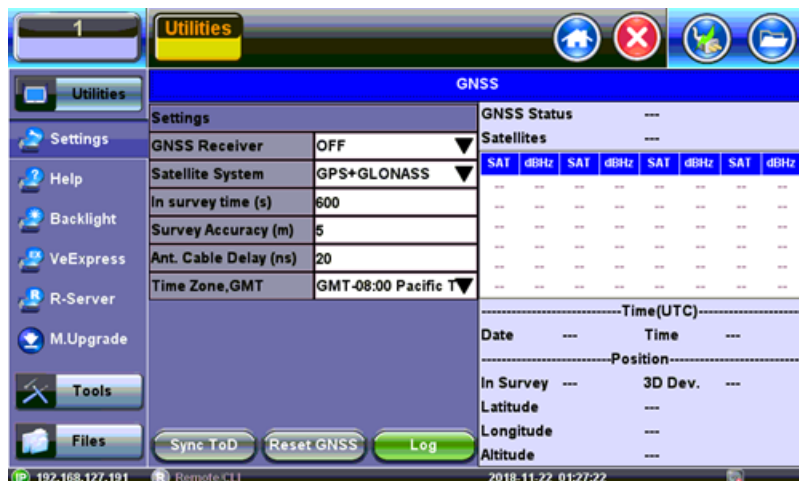 1
Utilities
Utilities
GNSS
Settings
GNSS Status ---
Satellites ---
Settings
GNSS Receiver OFF
Satellite System GPS+GLONASS
In survey time (s) 600
Survey Accuracy (m) 5
Ant. Cable Delay (ns) 20
Time Zone,GMT GMT-08:00 Pacific T
SAT dBHz SAT dBHz SAT dBHz SAT dBHz
-- -- -- -- -- -- -- --
-- -- -- -- -- -- -- --
-- -- -- -- -- -- -- --
-- -- -- -- -- -- -- --
-- -- -- -- -- -- -- --
-- -- -- -- -- -- -- --
Help
Backlight
VeExpress
R-Server
M.Upgrade
Tools
Files
Time(UTC)
Date --- Time ---
Position
In Survey --- 3D Dev. ---
Latitude ---
Longitude ---
Altitude ---
Sync ToD Reset GNSS Log
IP 192.168.127.191 R Remote/CLI 2018-11-22 01:27:22